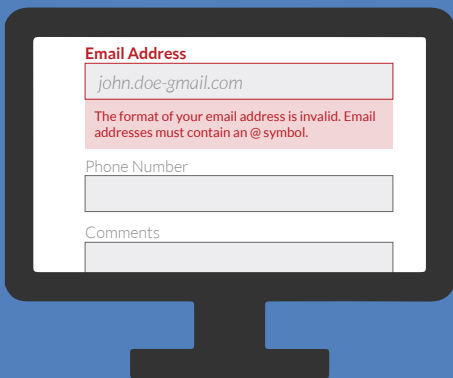 Email Address
john.doe-gmail.com
The format of your email address is invalid. Email
addresses must contain an @ symbol.
Phone Number
Comments